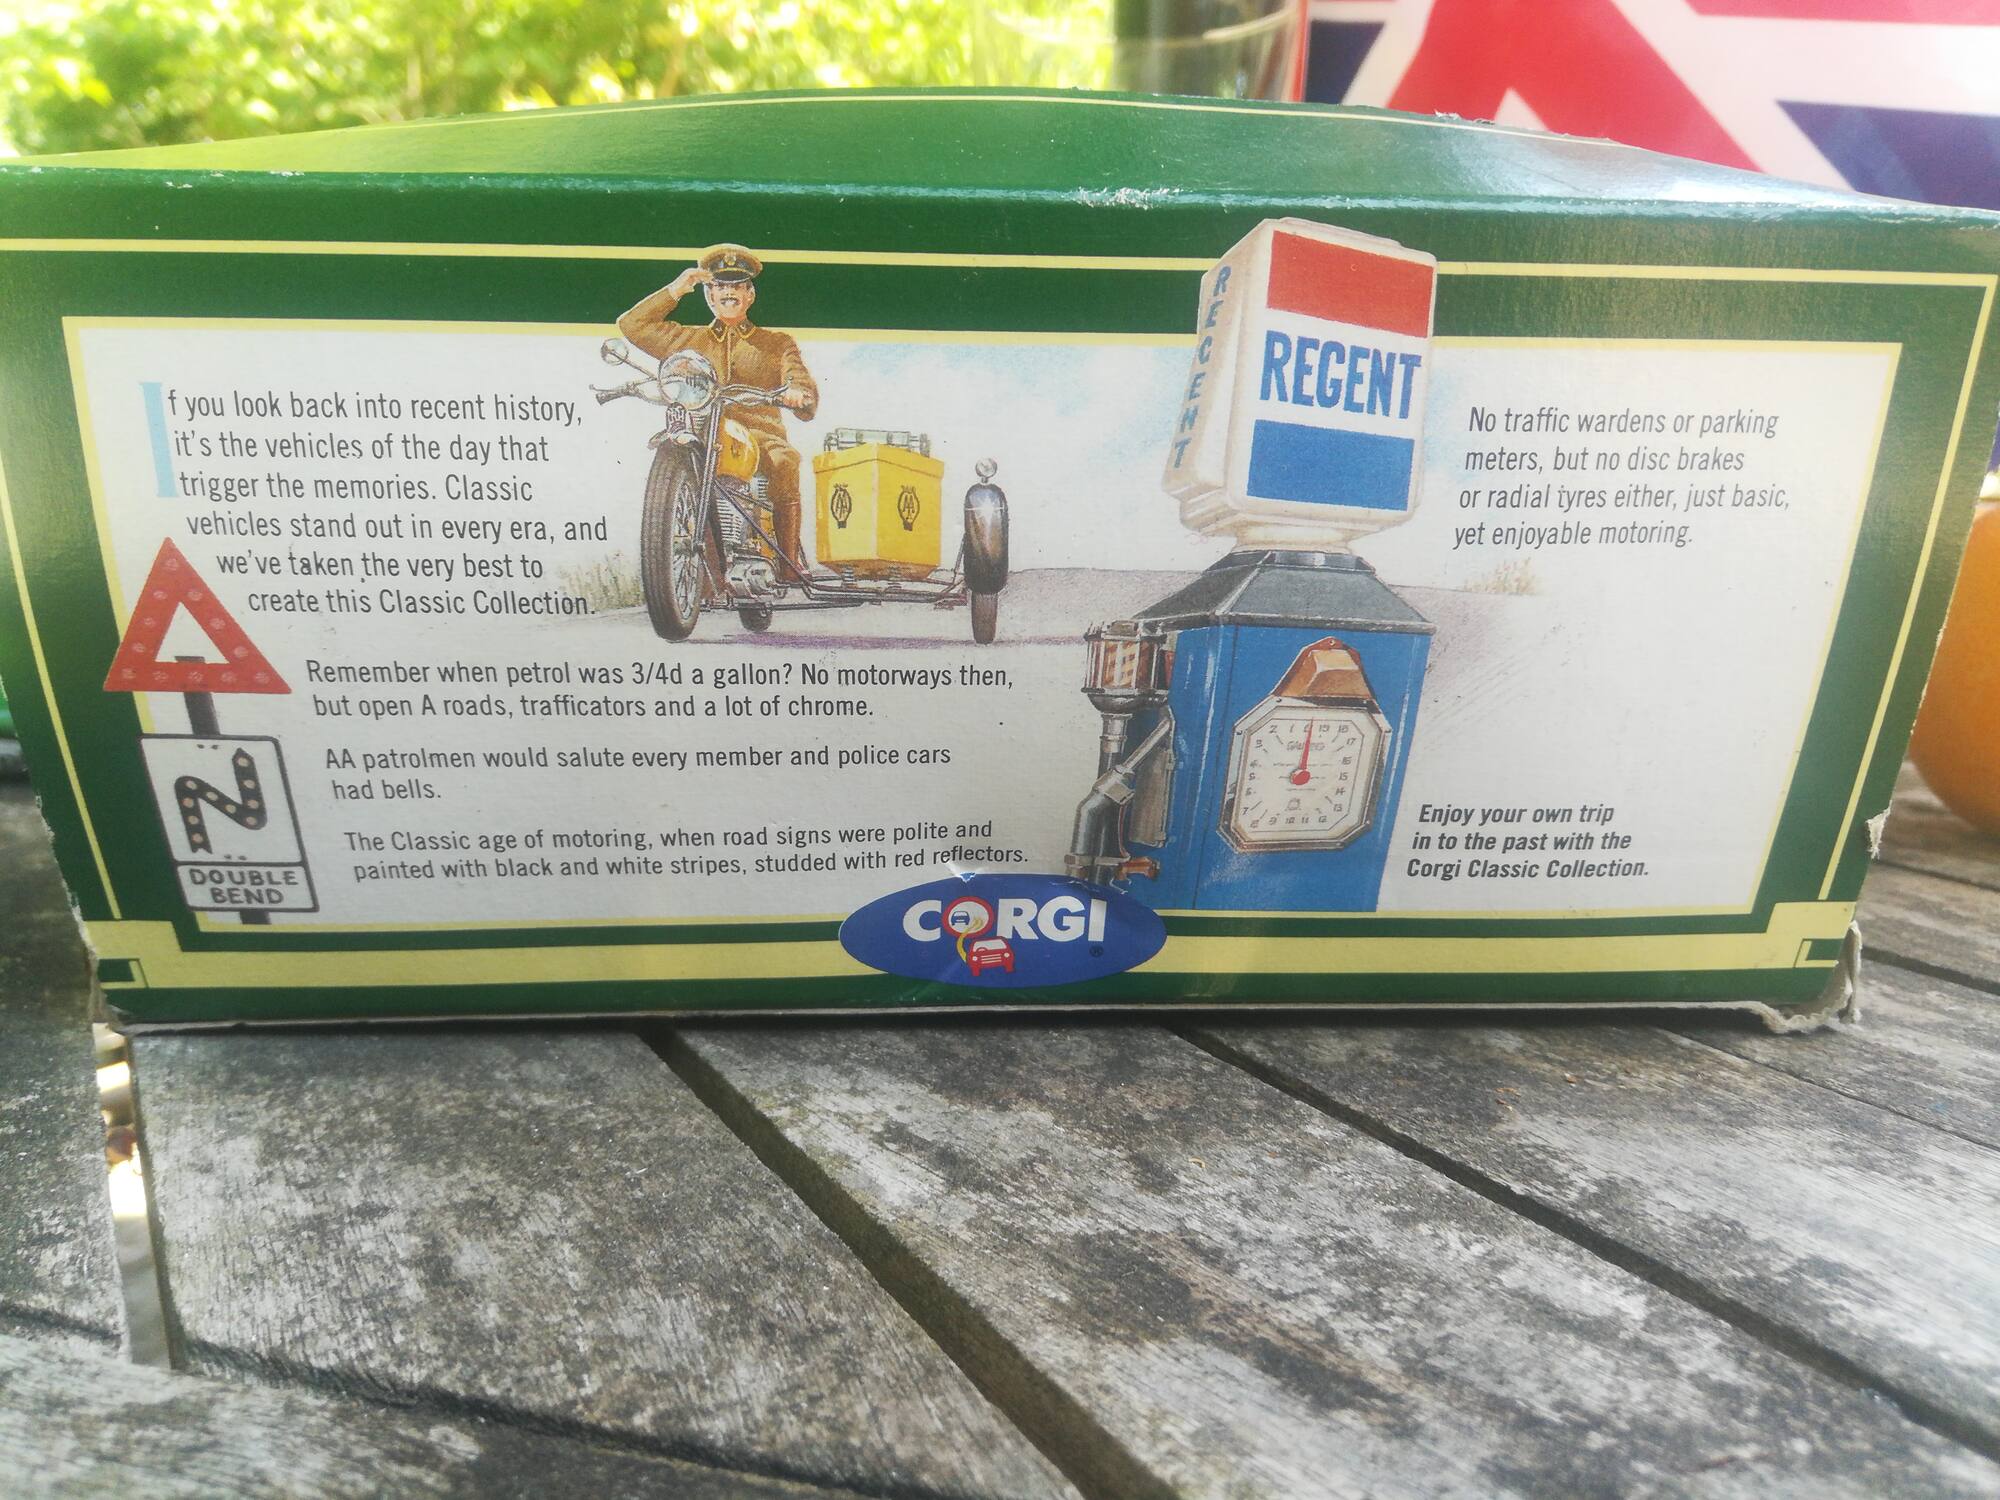 If you look back into recent history,
it's the vehicles of the day that
trigger the memories. Classic
vehicles stand out in every era, and
we've taken the very best to
create this Classic Collection.
Remember when petrol was 3/4d a gallon? No motorways then,
but open A roads, trafficators and a lot of chrome.
AA patrolmen would salute every member and police cars
had bells.
The Classic age of motoring, when road signs were polite and
painted with black and white stripes, studded with red reflectors.
DOUBLE
BEND
AA
AA
REGENT
REGENT
No traffic wardens or parking
meters, but no disc brakes
or radial tyres either, just basic,
yet enjoyable motoring.
Enjoy your own trip
in to the past with the
Corgi Classic Collection.
CORGI
®